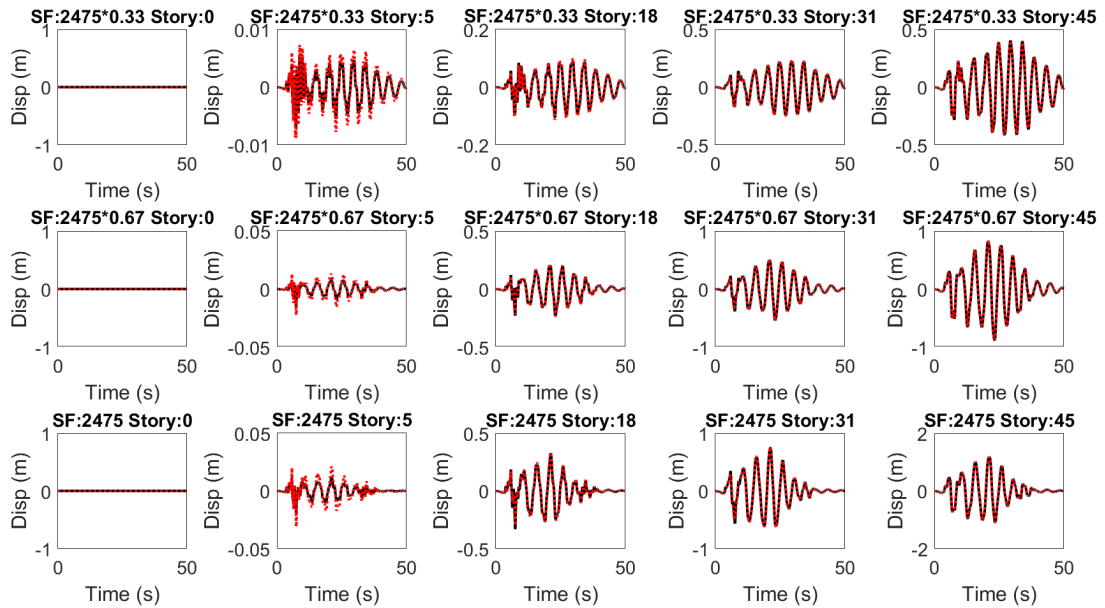 SF:2475*0.33 Story:0 SF:2475*0.33 Story:5 SF:2475*0.33 Story:18 SF:2475*0.33 Story:31 SF:2475*0.33 Story:45
1 0.01 0.2 0.5 0.5
Disp (m) Disp (m) Disp (m) Disp (m) Disp (m)
0 0 0 0 0
-1 -0.01 -0.2 -0.5 -0.5
0 50 0 50 0 50 0 50 0 50
Time (s) Time (s) Time (s) Time (s) Time (s)
SF:2475*0.67 Story:0 SF:2475*0.67 Story:5 SF:2475*0.67 Story:18 SF:2475*0.67 Story:31 SF:2475*0.67 Story:45
1 0.05 0.5 1 1
Disp (m) Disp (m) Disp (m) Disp (m) Disp (m)
0 0 0 0 0
-1 -0.05 -0.5 -1 -1
0 50 0 50 0 50 0 50 0 50
Time (s) Time (s) Time (s) Time (s) Time (s)
SF:2475 Story:0 SF:2475 Story:5 SF:2475 Story:18 SF:2475 Story:31 SF:2475 Story:45
1 0.05 0.5 1 2
Disp (m) Disp (m) Disp (m) Disp (m) Disp (m)
0 0 0 0 0
-1 -0.05 -0.5 -1 -2
0 50 0 50 0 50 0 50 0 50
Time (s) Time (s) Time (s) Time (s) Time (s)